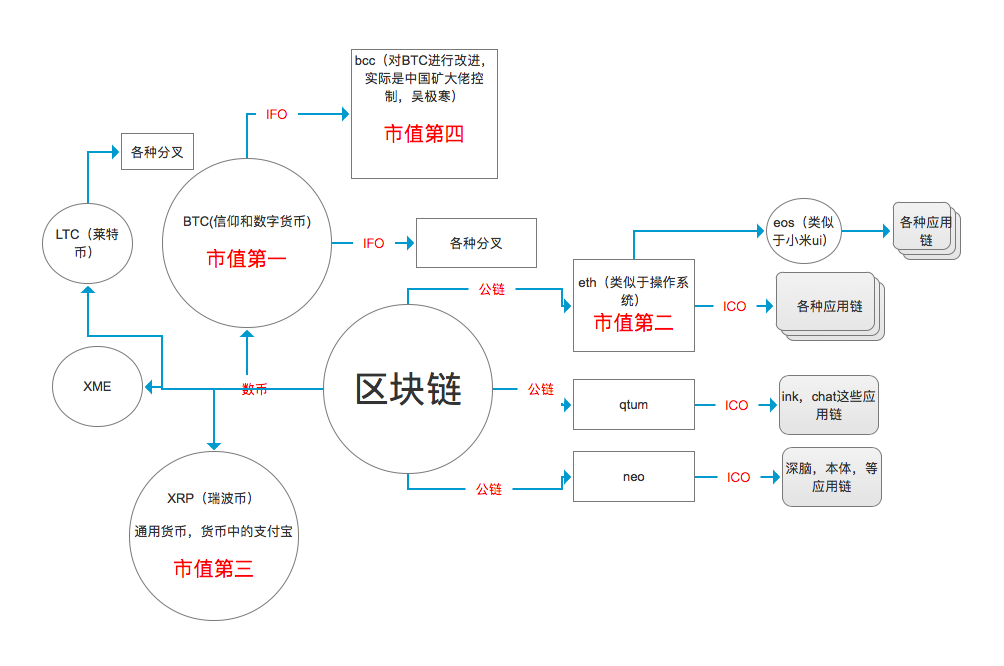 bcc（对BTC进行改进，
实际是中国矿大佬控
制，吴极寒）
市值第四
IFO
各种分叉
LTC（莱特
币）
BTC(信仰和数字货币)
市值第一
IFO
各种分叉
eos（类似
于小米ui）
各种应用
链
公链
eth（类似于操作系
统）
市值第二
ICO
各种应用链
XME
数币
区块链
公链
qtum
ICO
ink，chat这些应
用链
公链
neo
ICO
深脑，本体，等
应用链
XRP（瑞波币）
通用货币，货币中的支付宝
市值第三